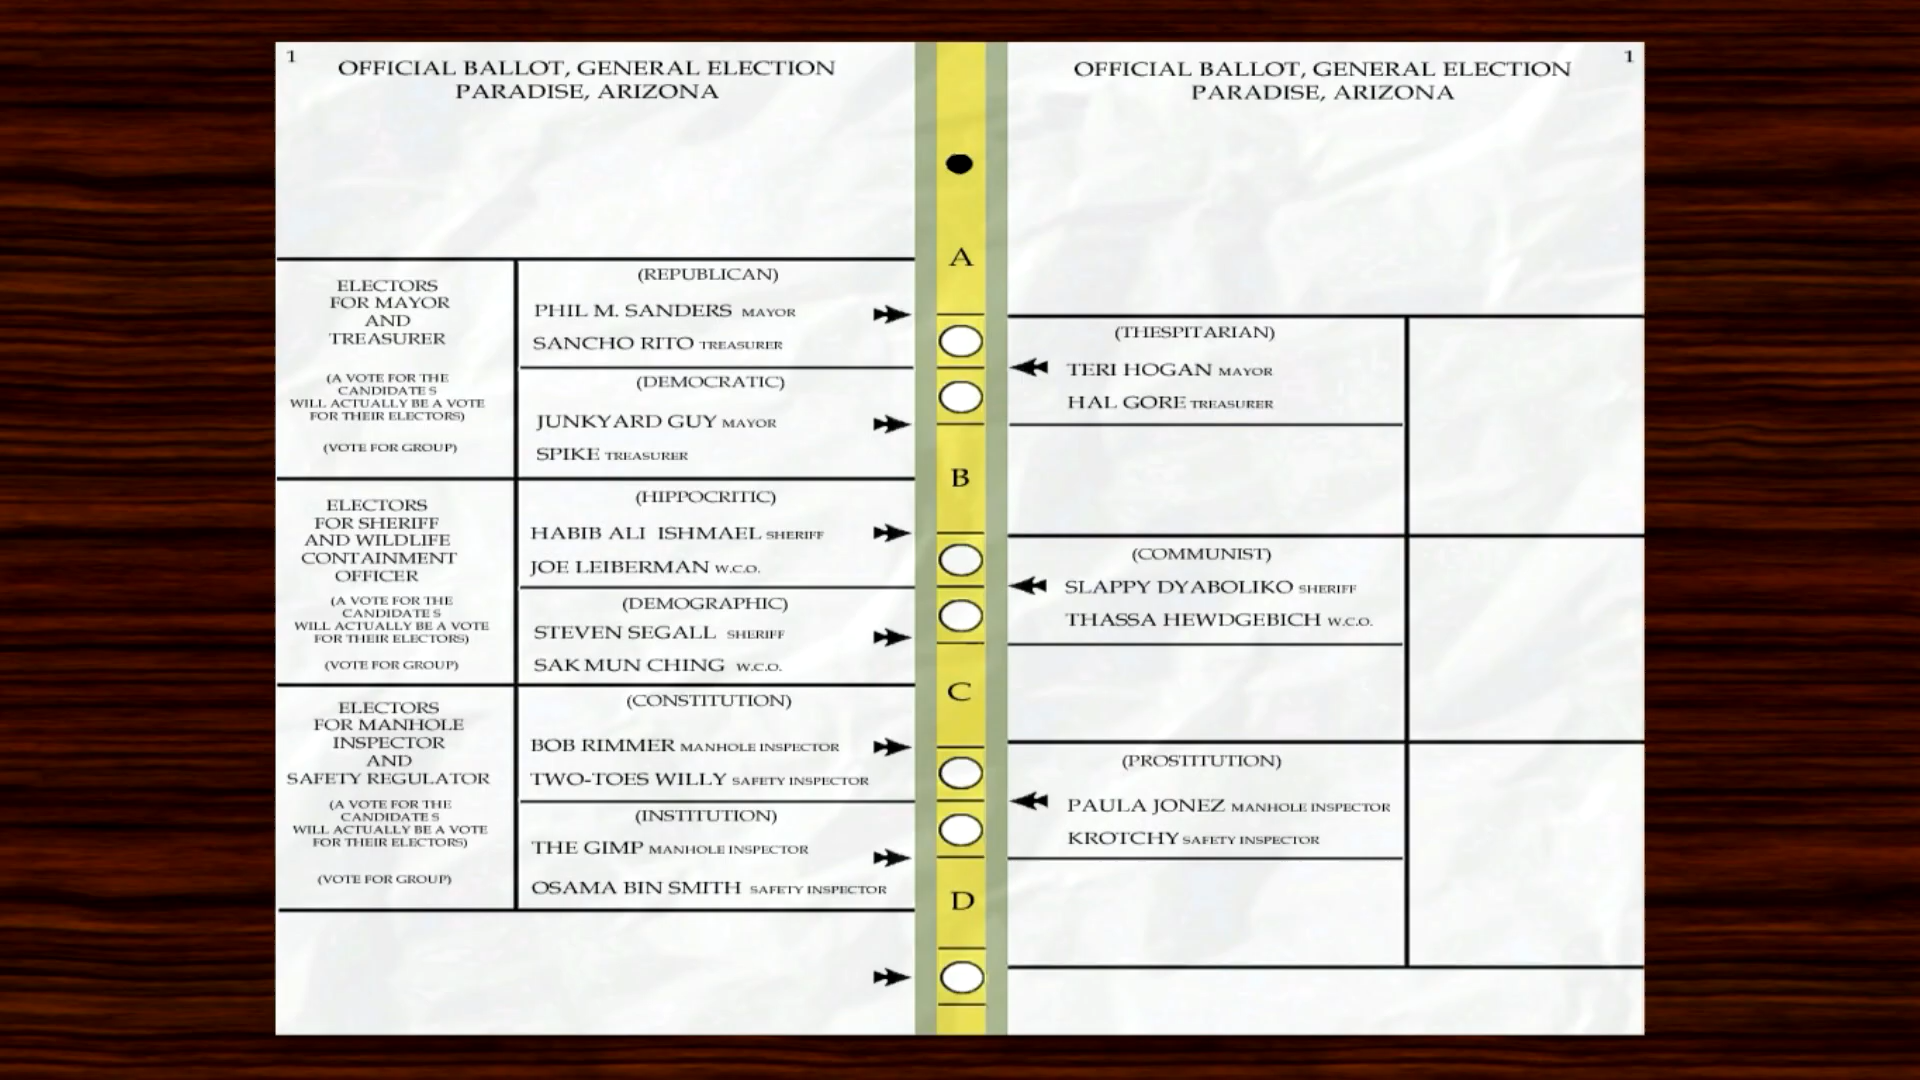 1
OFFICIAL BALLOT, GENERAL ELECTION
PARADISE, ARIZONA
ELECTORS
FOR MAYOR
AND
TREASURER
(A VOTE FOR THE
CANDIDATE S
WILL ACTUALLY BE A VOTE
FOR THEIR ELECTORS)
(VOTE FOR GROUP)
(REPUBLICAN)
PHIL M. SANDERS MAYOR
SANCHO RITO TREASURER
(DEMOCRATIC)
JUNKYARD GUY MAYOR
SPIKE TREASURER
ELECTORS
FOR SHERIFF
AND WILDLIFE
CONTAINMENT
OFFICER
(A VOTE FOR THE
CANDIDATE S
WILL ACTUALLY BE A VOTE
FOR THEIR ELECTORS)
(VOTE FOR GROUP)
(HIPPOCRITIC)
HABIB ALI ISHMAEL SHERIFF
JOE LEIBERMAN W.C.O.
(DEMOGRAPHIC)
STEVEN SEGALL SHERIFF
SAK MUN CHING W.C.O.
ELECTORS
FOR MANHOLE
INSPECTOR
AND
SAFETY REGULATOR
(A VOTE FOR THE
CANDIDATE S
WILL ACTUALLY BE A VOTE
FOR THEIR ELECTORS)
(VOTE FOR GROUP)
(CONSTITUTION)
BOB RIMMER MANHOLE INSPECTOR
TWO-TOES WILLY SAFETY INSPECTOR
(INSTITUTION)
THE GIMP MANHOLE INSPECTOR
OSAMA BIN SMITH SAFETY INSPECTOR
A
B
C
D
1
OFFICIAL BALLOT, GENERAL ELECTION
PARADISE, ARIZONA
(THESPITARIAN)
TERI HOGAN MAYOR
HAL GORE TREASURER
(COMMUNIST)
SLAPPY DYABOLIKO SHERIFF
THASSA HEWDGEBICH W.C.O.
(PROSTITUTION)
PAULA JONEZ MANHOLE INSPECTOR
KROTCHY SAFETY INSPECTOR